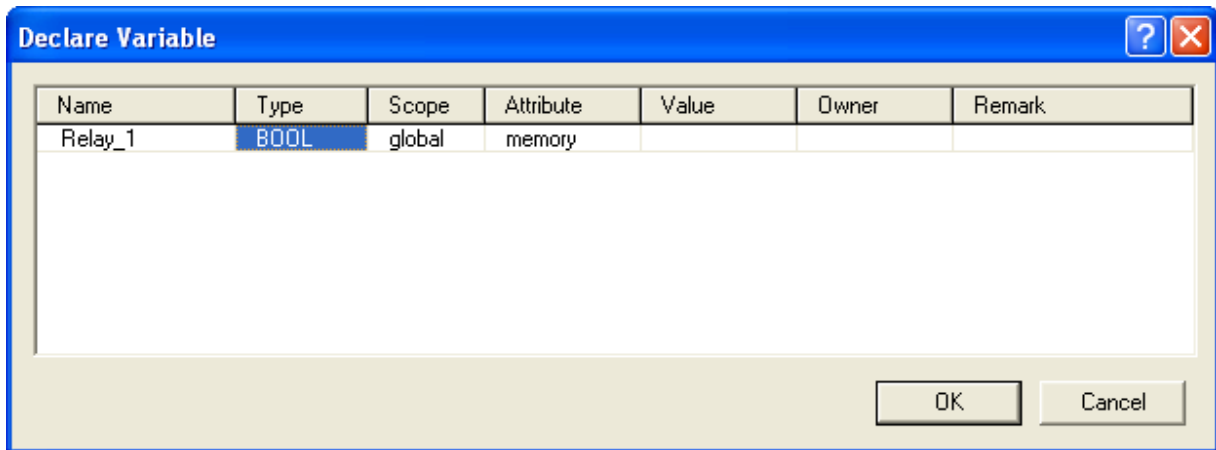 Declare Variable
Name Type Scope Attribute Value Owner Remark
Relay_1 BOOL global memory
OK Cancel